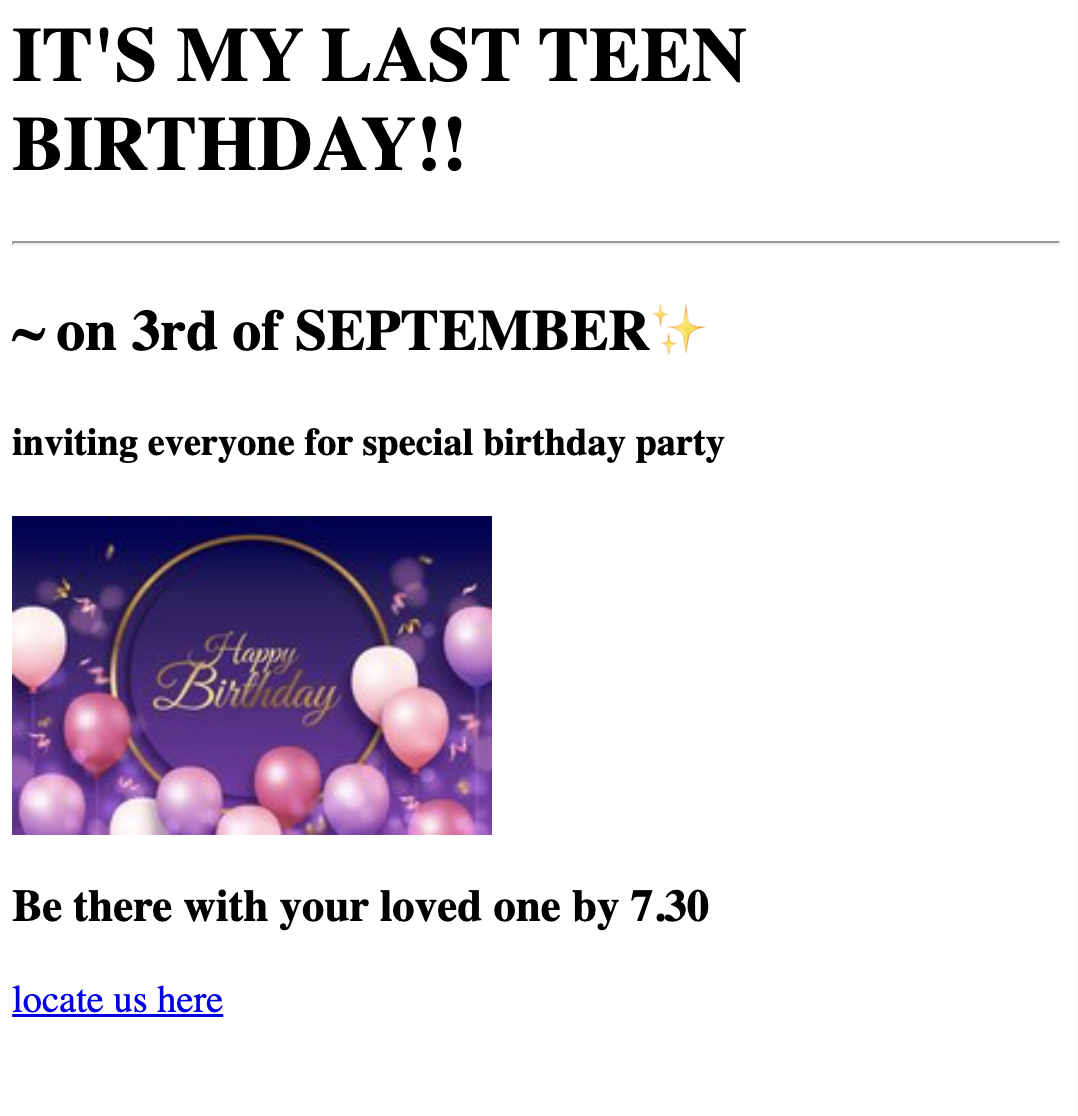 IT'S MY LAST TEEN
BIRTHDAY!!
~ on 3rd of SEPTEMBER✨
inviting everyone for special birthday party
Happy
Birthday
Be there with your loved one by 7.30
locate us here